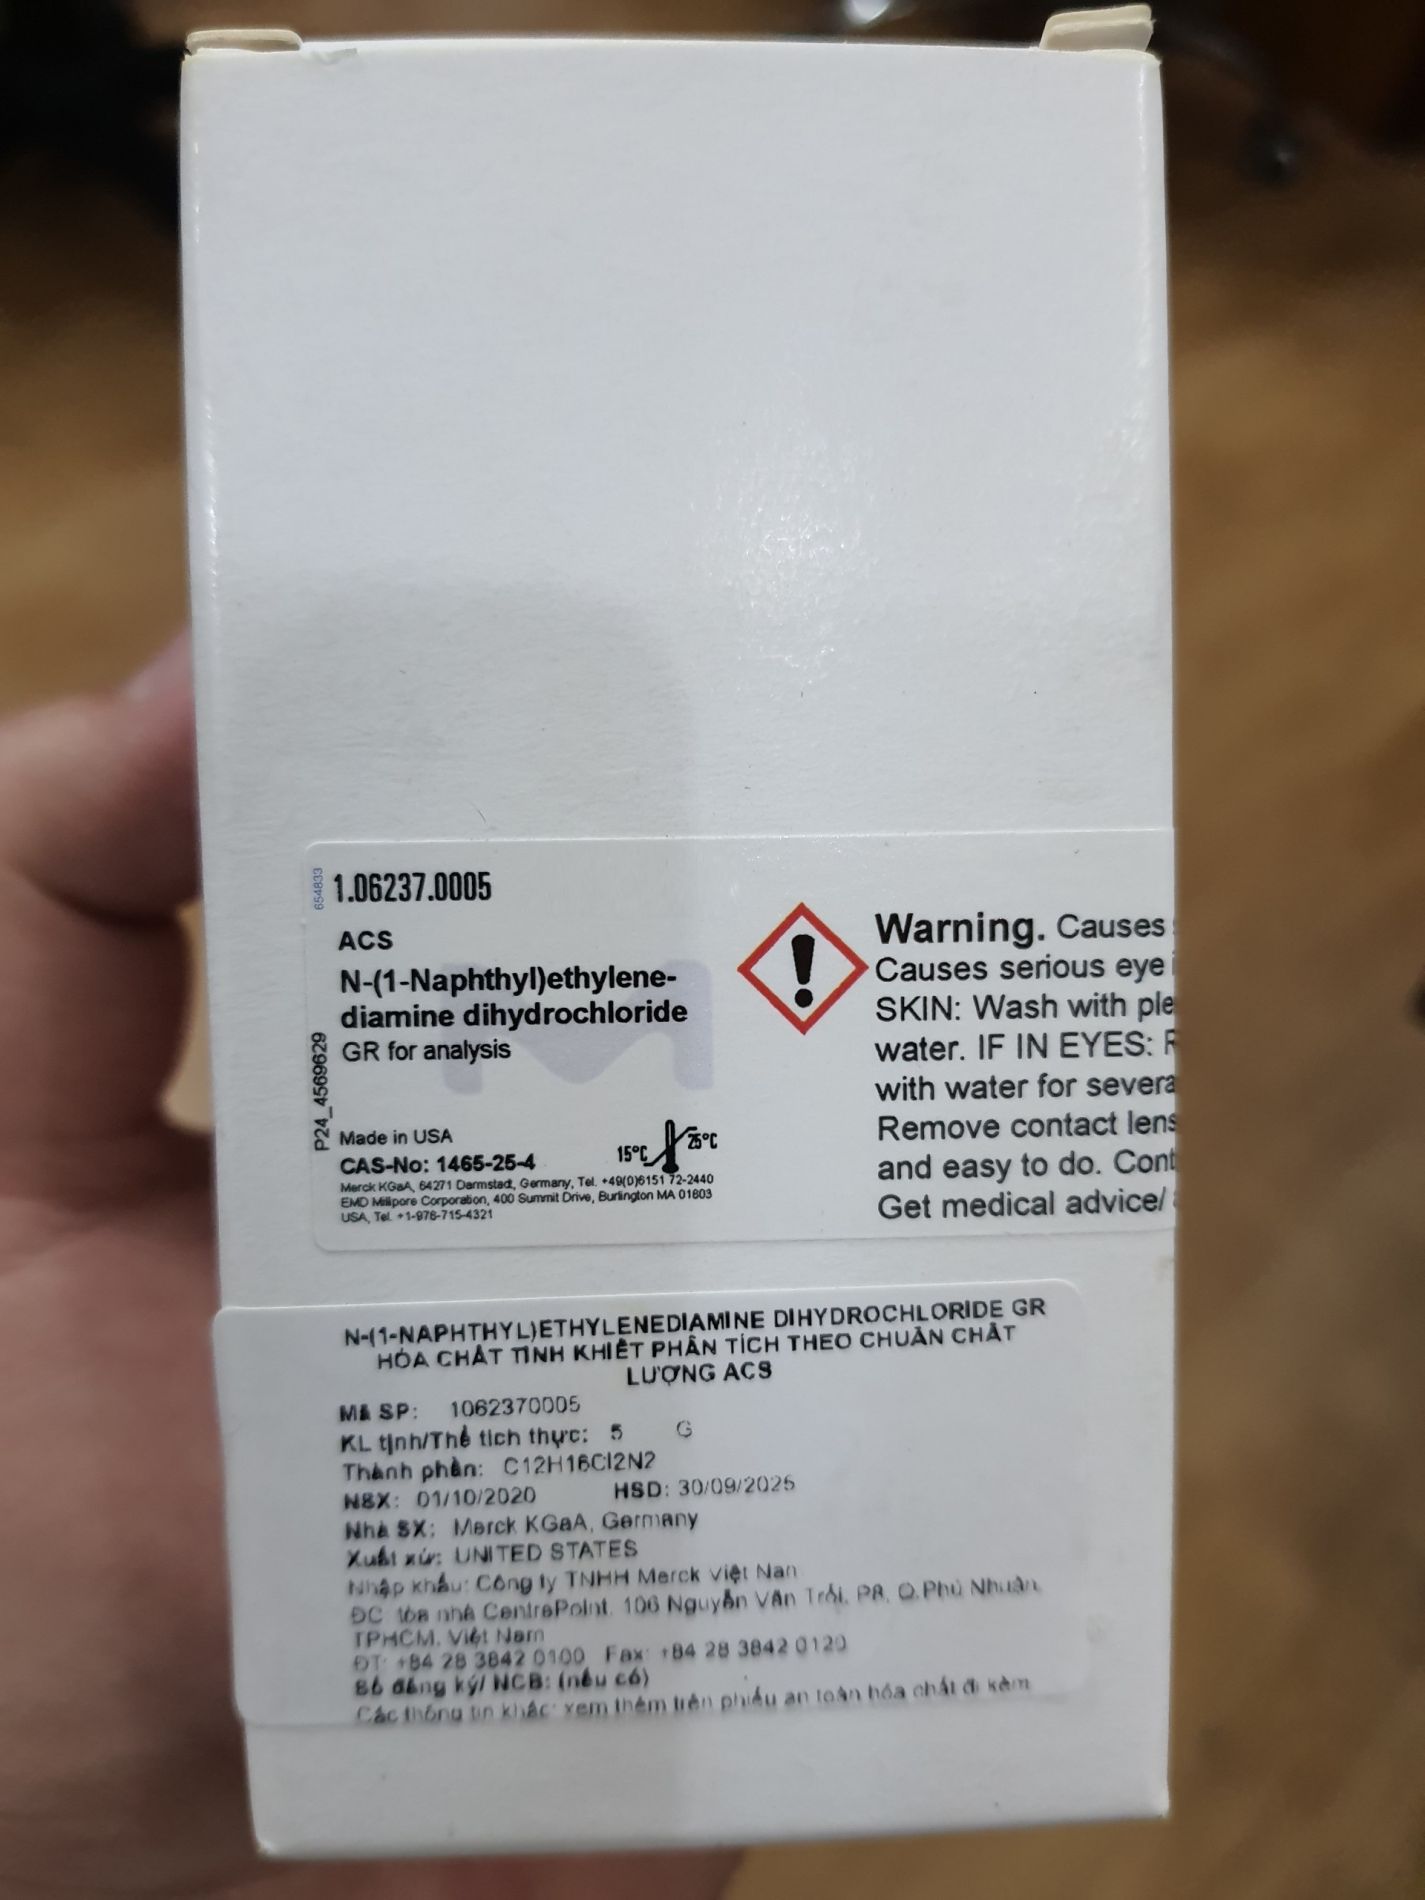 654833
1.06237.0005
ACS
N-(1-Naphthyl)ethylene-
diamine dihydrochloride
GR for analysis
P24_4569629
Made in USA
CAS-No: 1465-25-4
15°C 25°C
Merck KGaA, 64271 Darmstadt, Germany, Tel. +49(0)6151 72-2440
EMD Millipore Corporation, 400 Summit Drive, Burlington MA 01803
USA, Tel. +1-978-715-4321
Warning. Causes
Causes serious eye
SKIN: Wash with ple
water. IF IN EYES:
with water for severa
Remove contact lens
and easy to do. Cont
Get medical advice/
N-(1-NAPHTHYL)ETHYLENEDIAMINE DIHYDROCHLORIDE GR
HÓA CHẤT TINH KHIẾT PHÂN TÍCH THEO CHUẨN CHẤT
LƯỢNG ACS
Mã SP: 1062370005
KL tịnh/Thể tích thực: 5 G
Thành phần: C12H16Cl2N2
NSX: 01/10/2020 HSD: 30/09/2025
Nhà SX: Merck KGaA, Germany
Xuất xứ: UNITED STATES
Nhập khẩu: Công ty TNHH Merck Việt Nan
ĐC: tòa nhà CentrePoint, 106 Nguyễn Văn Trỗi, P8, Q.Phú Nhuận,
TPHCM, Việt Nam
ĐT: +84 28 3842 0100 Fax: +84 28 3842 0120
Số đăng ký/ NCB: (nếu có)
Các thông tin khác: xem thêm trên phiếu an toàn hóa chất đi kèm